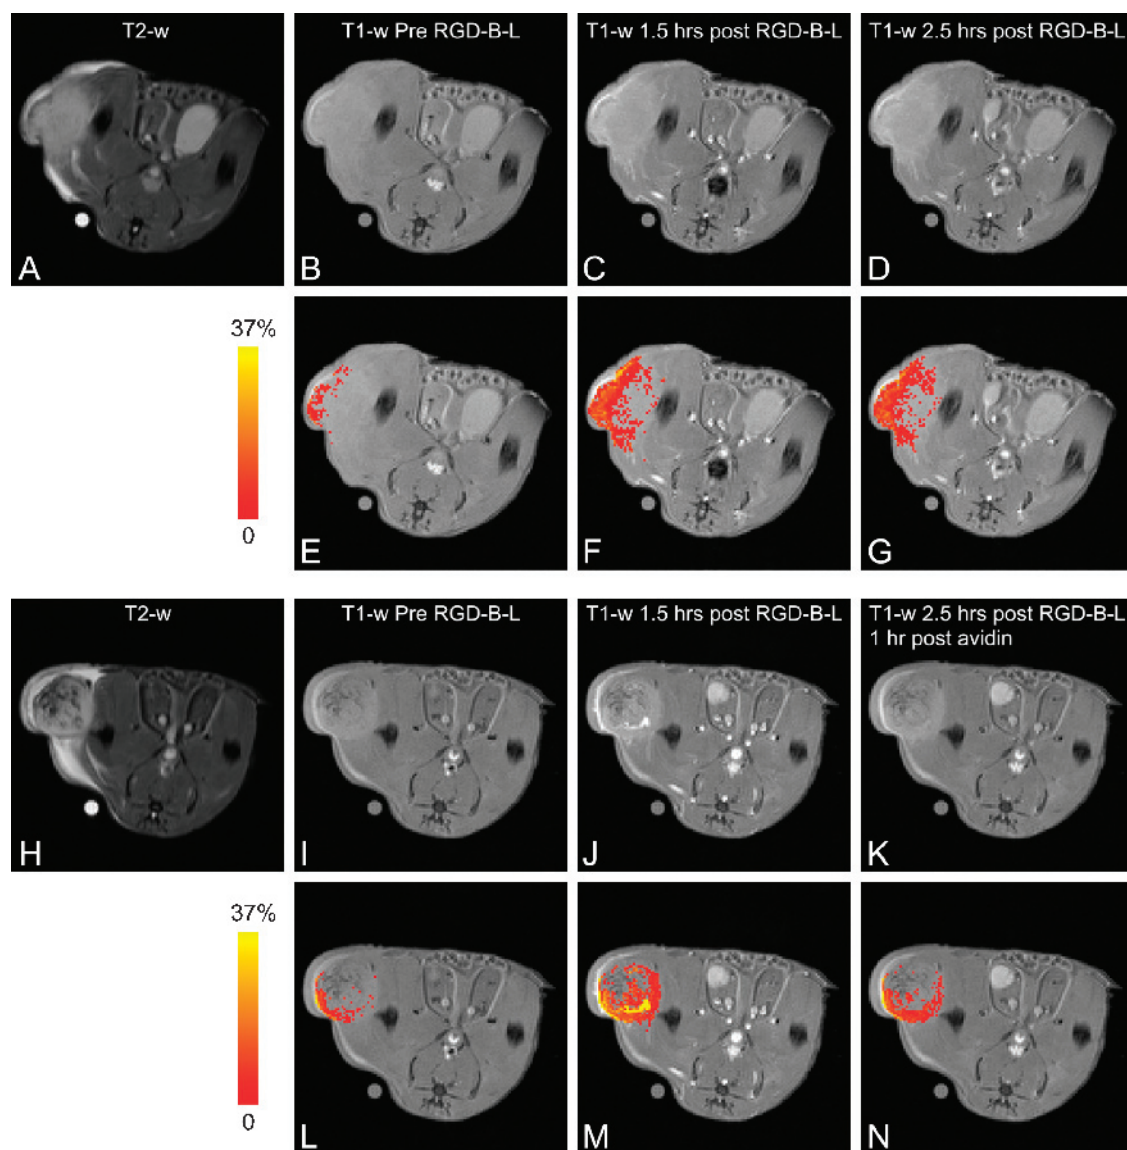 T2-w
T1-w Pre RGD-B-L
T1-w 1.5 hrs post RGD-B-L
T1-w 2.5 hrs post RGD-B-L
A
B
C
D
37%
0
E
F
G
T2-w
T1-w Pre RGD-B-L
T1-w 1.5 hrs post RGD-B-L
T1-w 2.5 hrs post RGD-B-L
1 hr post avidin
H
I
J
K
37%
0
L
M
N